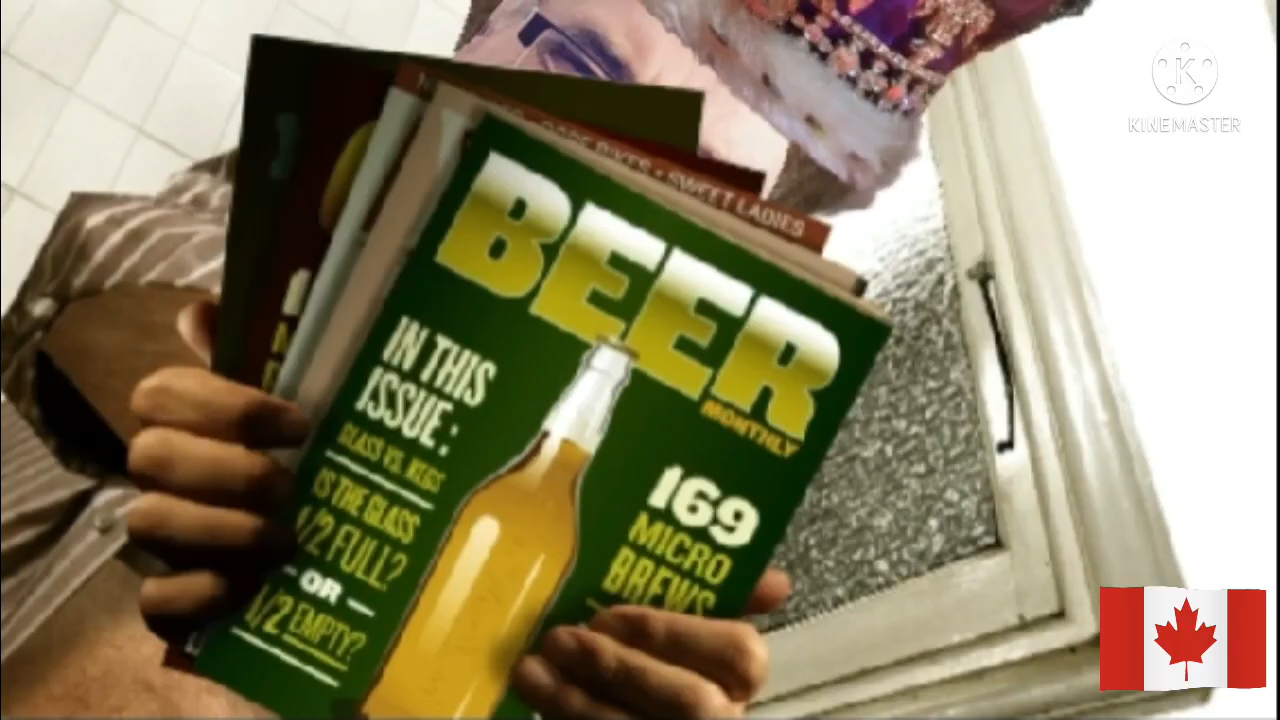 KINEMASTER
SWEET LADIES
BEER
MONTHLY
IN THIS
ISSUE:
GLASS VS. KEGS
IS THE GLASS
1/2 FULL?
- OR -
1/2 EMPTY?
169
MICRO
BREWS